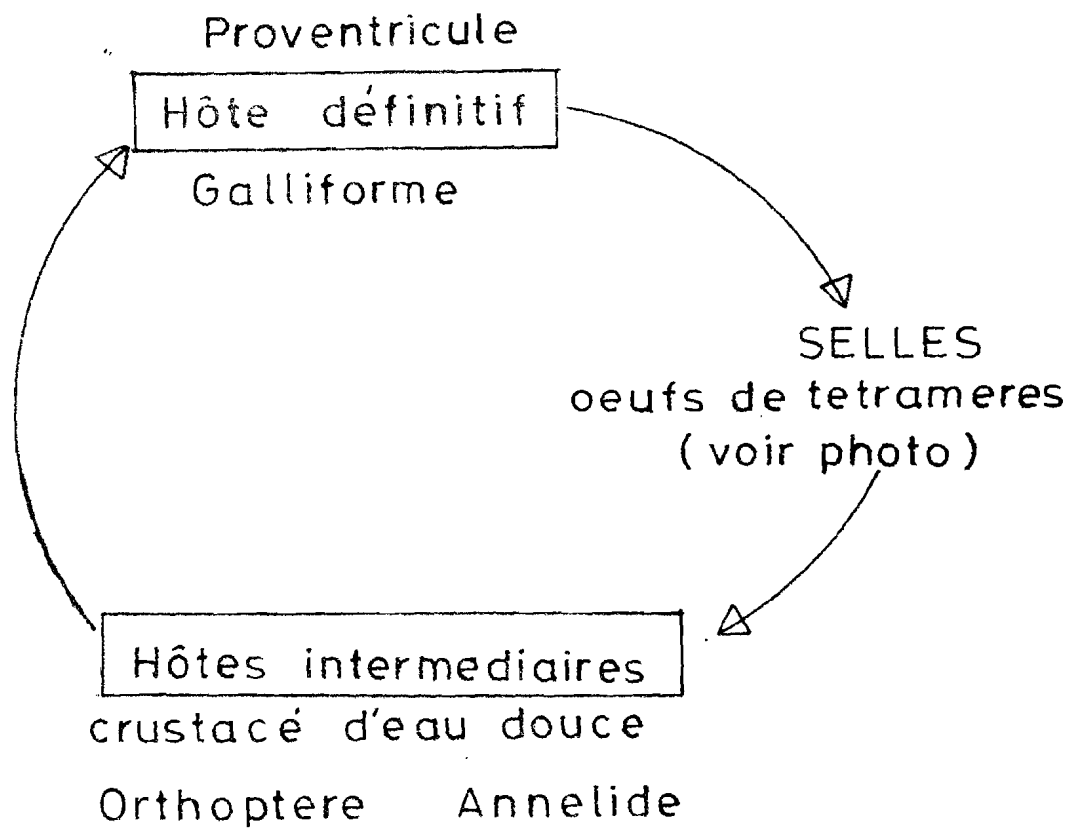 Proventricule
Hôte définitif
Galliforme
SELLES
oeufs de tetrameres
( voir photo )
Hôtes intermediaires
crustacé d'eau douce
Orthoptere Annelide